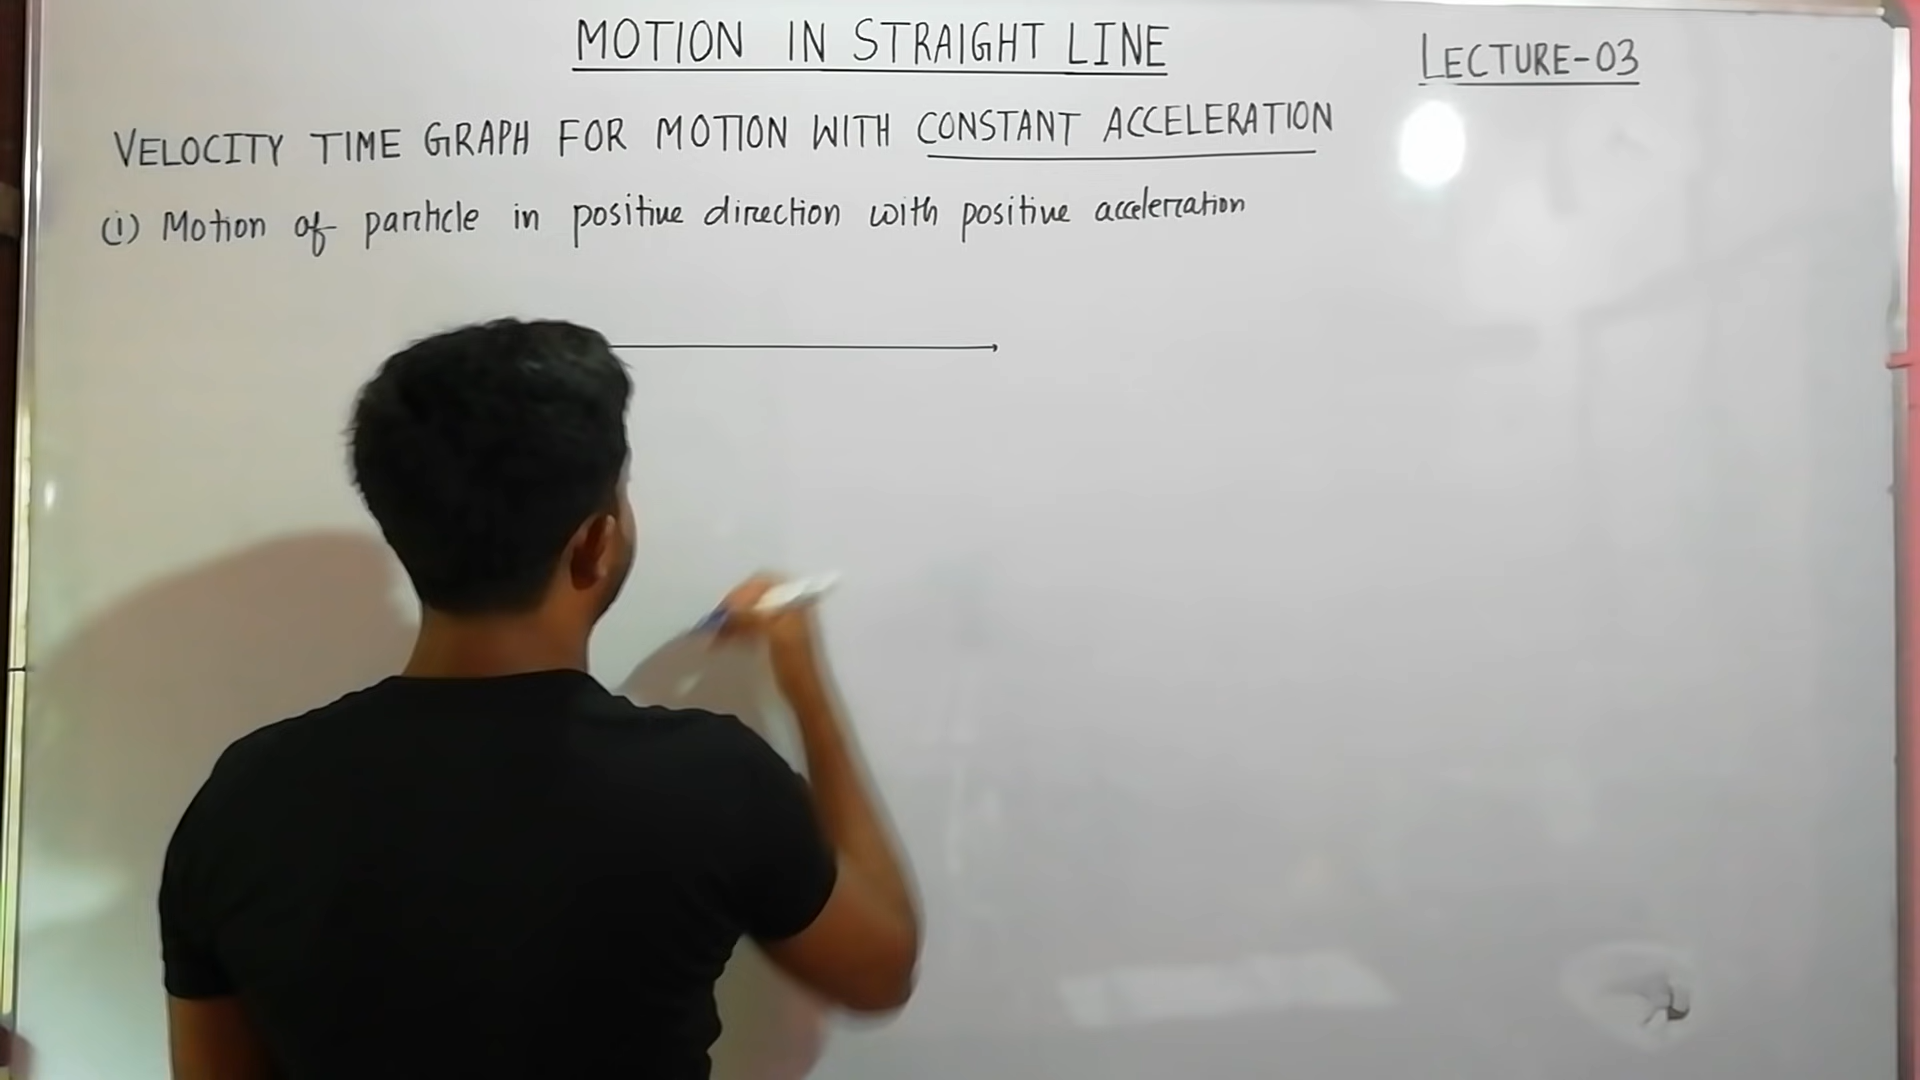 MOTION IN STRAIGHT LINE
LECTURE-03
VELOCITY TIME GRAPH FOR MOTION WITH CONSTANT ACCELERATION
(i) Motion of particle in positive direction with positive acceleration